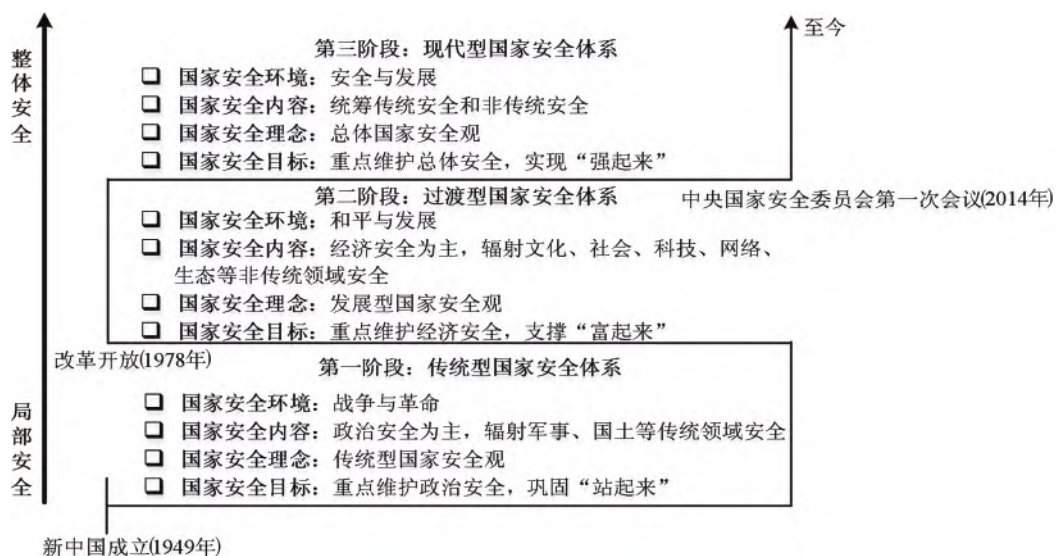 整体安全
局部安全
至今
第三阶段：现代型国家安全体系
国家安全环境：安全与发展
国家安全内容：统筹传统安全和非传统安全
国家安全理念：总体国家安全观
国家安全目标：重点维护总体安全，实现“强起来”
第二阶段：过渡型国家安全体系
中央国家安全委员会第一次会议(2014年)
国家安全环境：和平与发展
国家安全内容：经济安全为主，辐射文化、社会、科技、网络、
生态等非传统领域安全
国家安全理念：发展型国家安全观
国家安全目标：重点维护经济安全，支撑“富起来”
改革开放(1978年)
第一阶段：传统型国家安全体系
国家安全环境：战争与革命
国家安全内容：政治安全为主，辐射军事、国土等传统领域安全
国家安全理念：传统型国家安全观
国家安全目标：重点维护政治安全，巩固“站起来”
新中国成立(1949年)